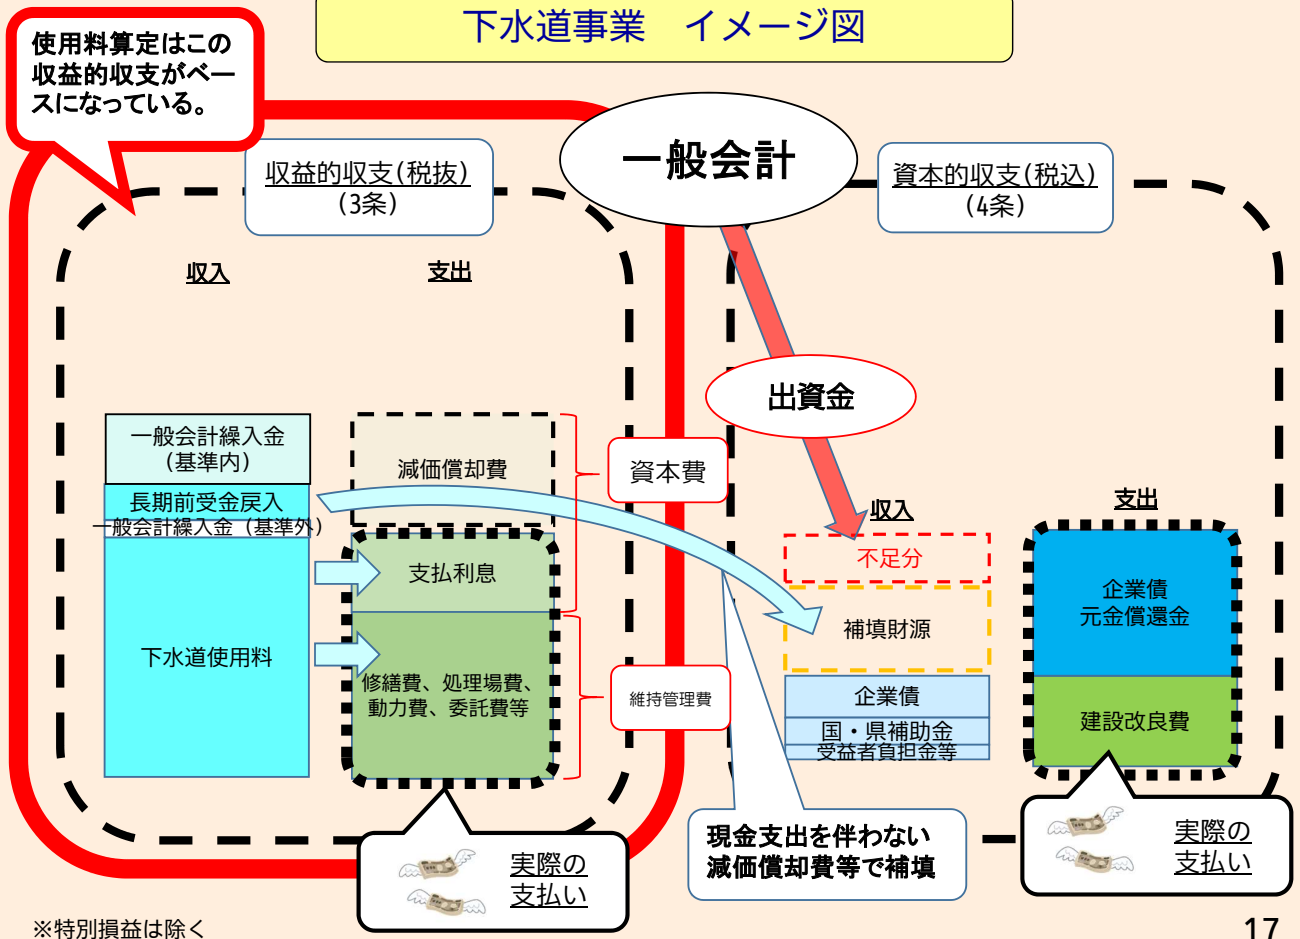 下水道事業　イメージ図
使用料算定はこの
収益的収支がベー
スになっている。
一般会計
収益的収支(税抜)
(3条)
資本的収支(税込)
(4条)
収入
支出
出資金
一般会計繰入金
(基準内)
長期前受金戻入
一般会計繰入金（基準外）
下水道使用料
減価償却費
支払利息
修繕費、処理場費、
動力費、委託費等
資本費
維持管理費
収入
支出
不足分
補填財源
企業債
国・県補助金
受益者負担金等
企業債
元金償還金
建設改良費
実際の
支払い
現金支出を伴わない
減価償却費等で補填
実際の
支払い
※特別損益は除く
17